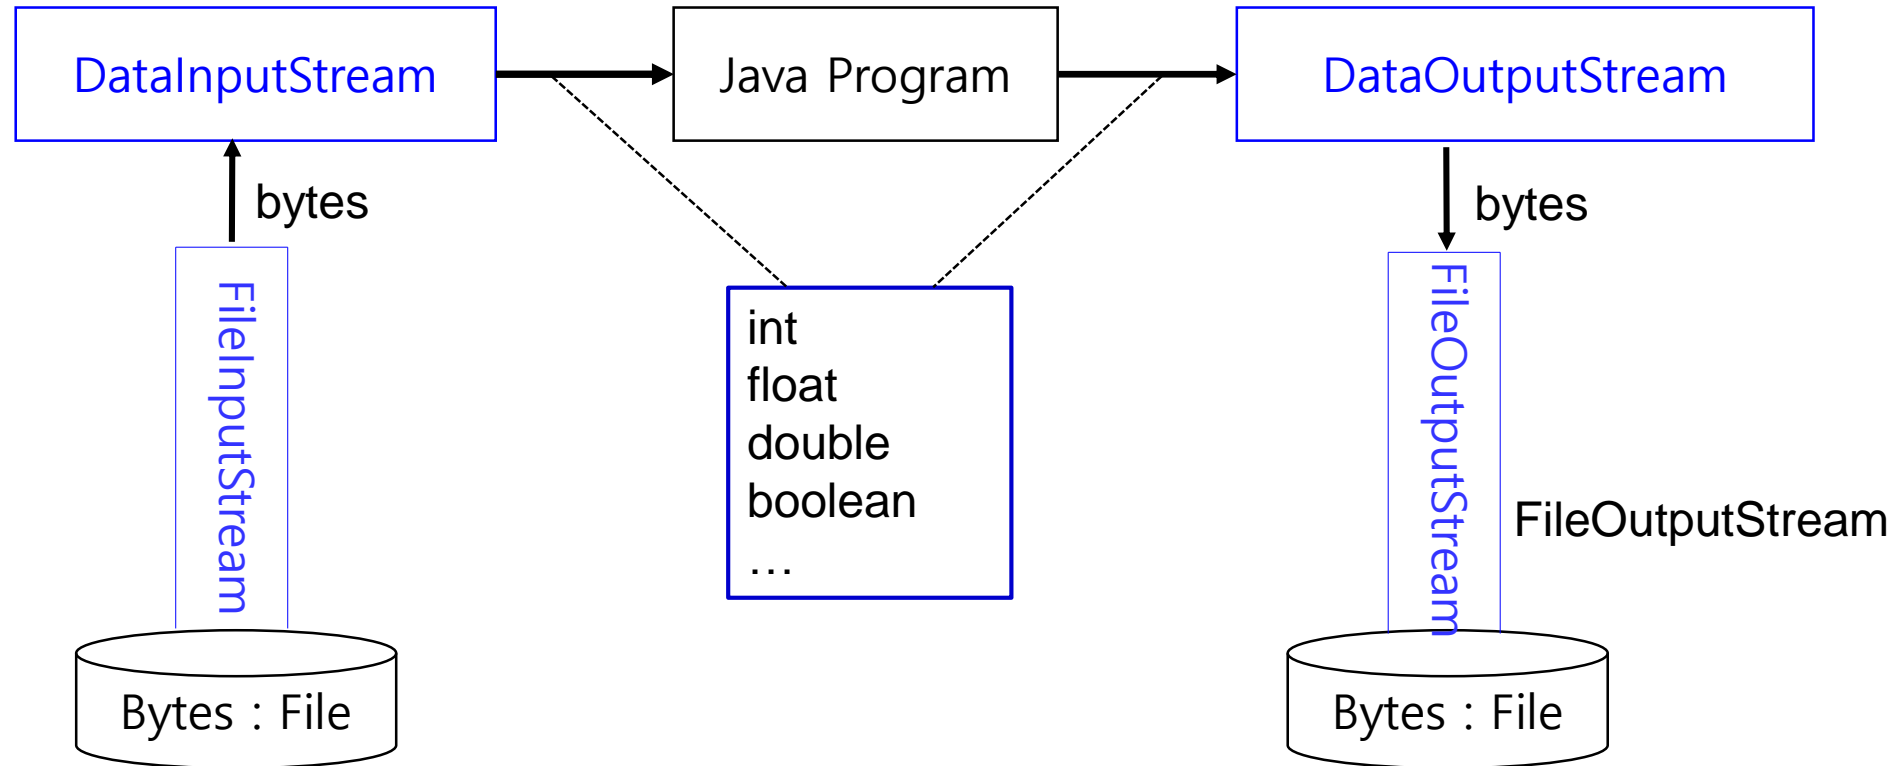 DataInputStream
Java Program
DataOutputStream
bytes
bytes
FileInputStream
int
float
double
boolean
…
FileOutputStream
FileOutputStream
Bytes : File
Bytes : File